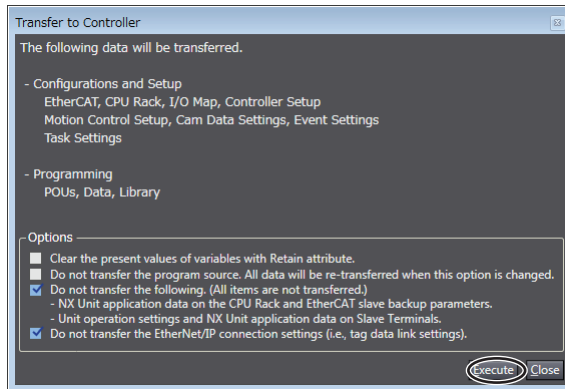 Transfer to Controller
The following data will be transferred.
- Configurations and Setup
EtherCAT, CPU Rack, I/O Map, Controller Setup
Motion Control Setup, Cam Data Settings, Event Settings
Task Settings
- Programming
POUs, Data, Library
Options
Clear the present values of variables with Retain attribute.
Do not transfer the program source. All data will be re-transferred when this option is changed.
Do not transfer the following. (All items are not transferred.)
- NX Unit application data on the CPU Rack and EtherCAT slave backup parameters.
- Unit operation settings and NX Unit application data on Slave Terminals.
Do not transfer the EtherNet/IP connection settings (i.e., tag data link settings).
Execute Close